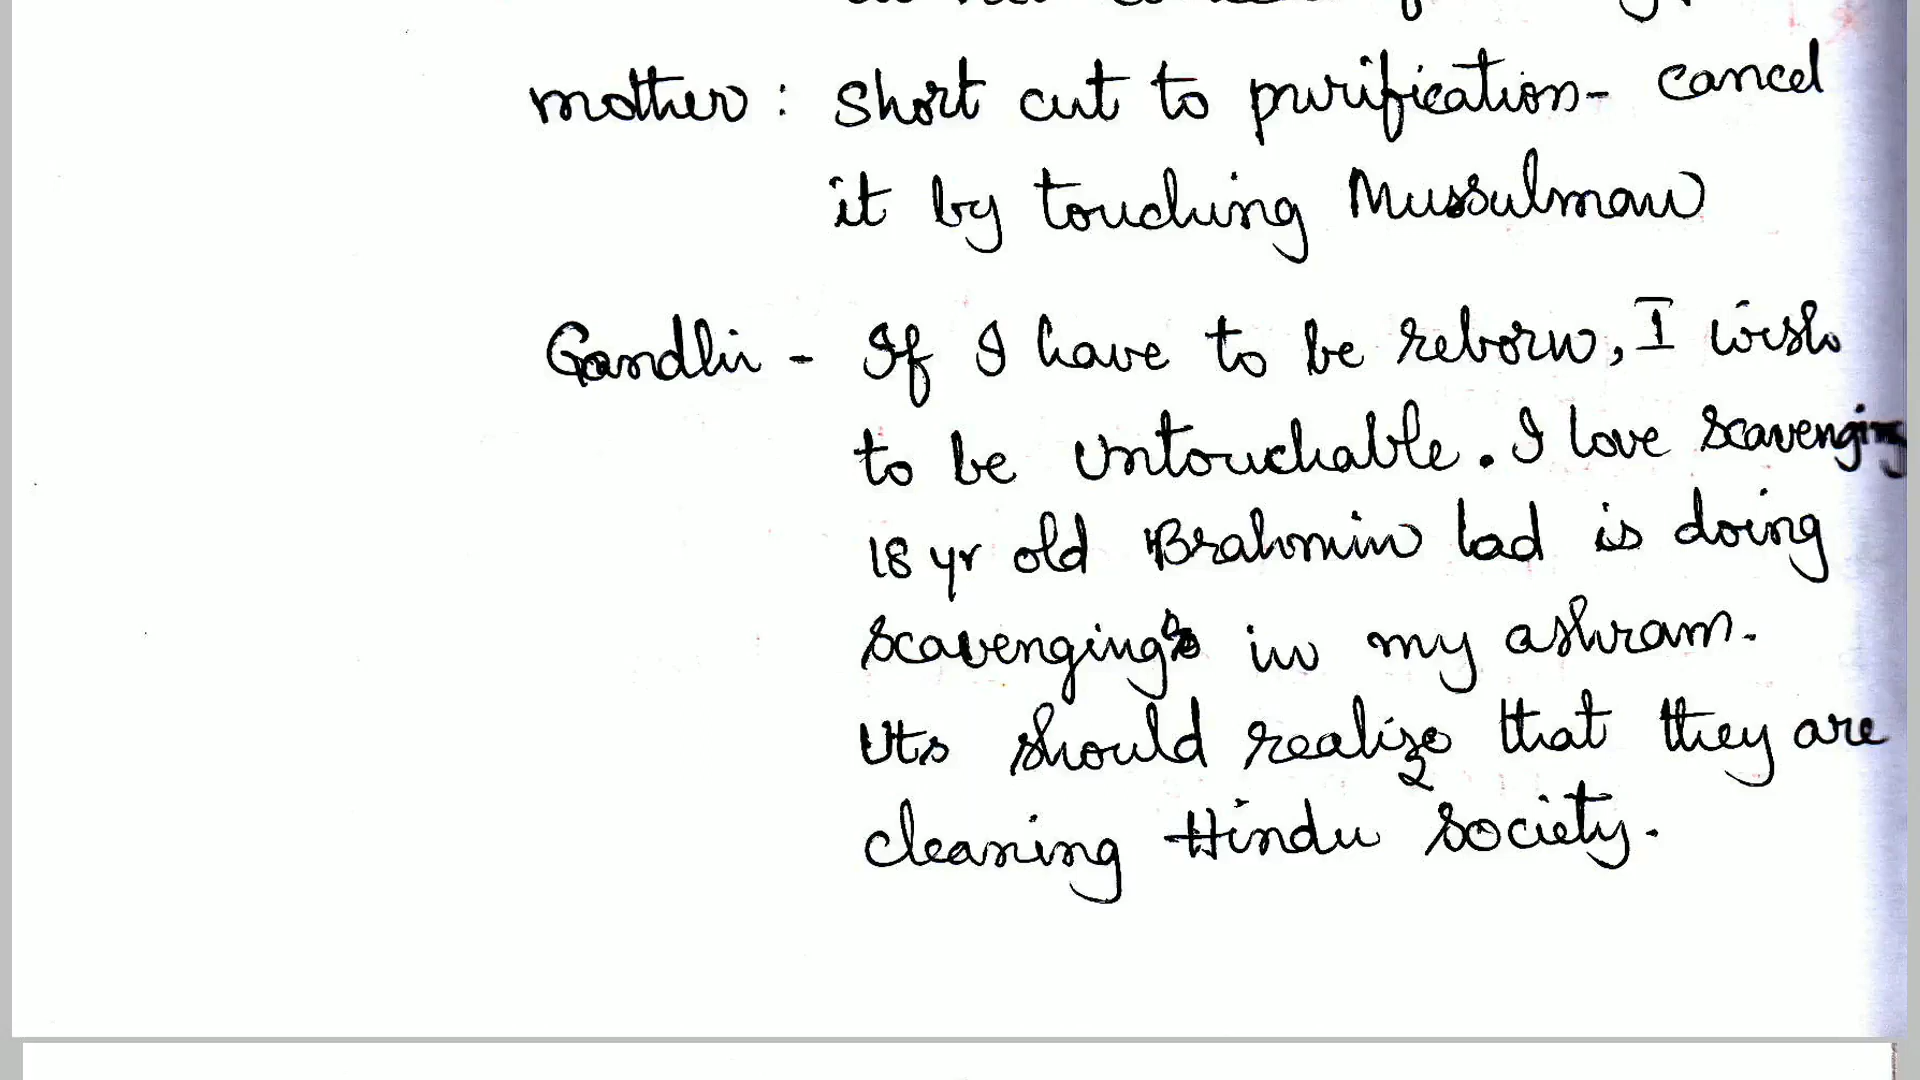 mother : Short cut to purification - cancel
it by touching Mussulman
Gandhi - If I have to be reborn, I wish
to be Untouchable. I love scavenging
18 yr old Brahmin lad is doing
scavenging in my ashram.
Uts should realize that they are
cleaning Hindu society.